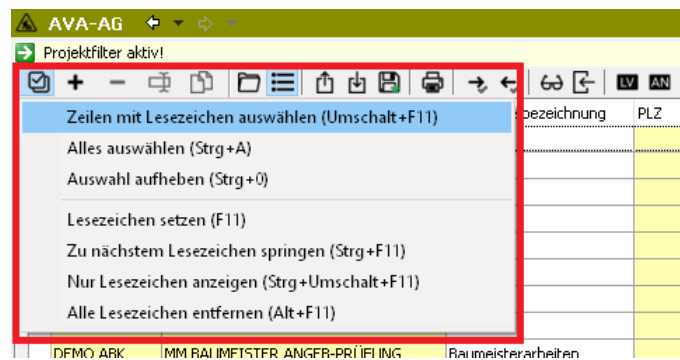 AVA-AG
Projektfilter aktiv!
LV AN
Zeilen mit Lesezeichen auswählen (Umschalt+F11)
bezeichnung PLZ
Alles auswählen (Strg+A)
Auswahl aufheben (Strg+0)
Lesezeichen setzen (F11)
Zu nächstem Lesezeichen springen (Strg+F11)
Nur Lesezeichen anzeigen (Strg+Umschalt+F11)
Alle Lesezeichen entfernen (Alt+F11)
DEMO ABK MM BAUMEISTER ANGEB-PRÜFUNG Baumeisterarbeiten